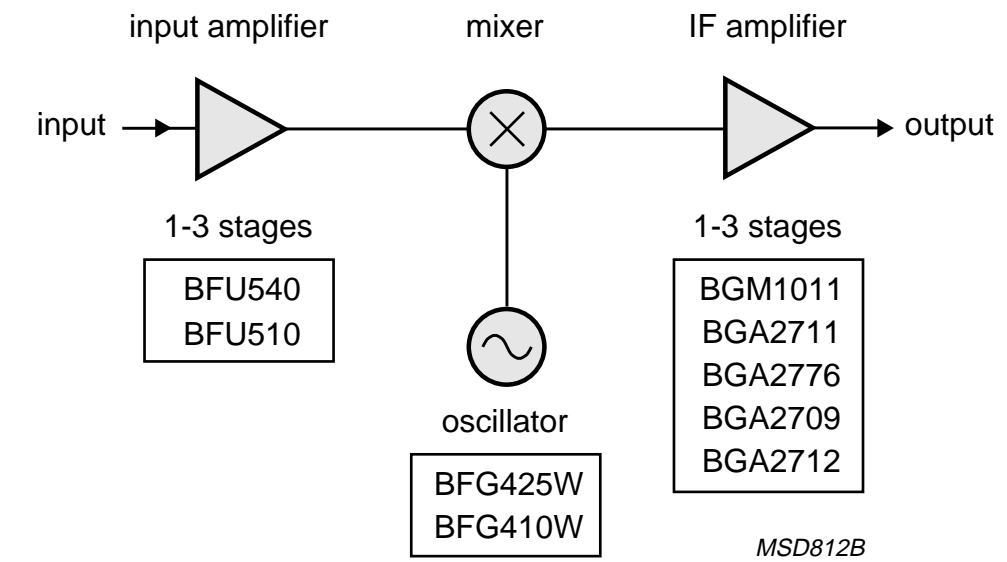 input amplifier
mixer
IF amplifier
input
output
1-3 stages
BFU540
BFU510
1-3 stages
BGM1011
BGA2711
BGA2776
BGA2709
BGA2712
oscillator
BFG425W
BFG410W
MSD812B